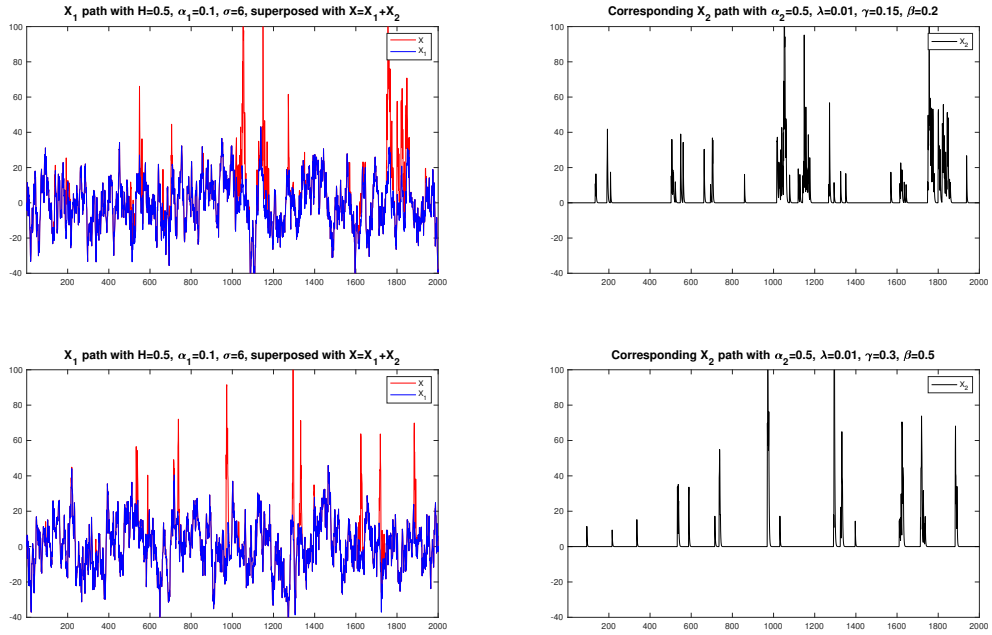 X₁ path with H=0.5, α₁=0.1, σ=6, superposed with X=X₁+X₂
100
80
60
40
20
0
-20
-40
200 400 600 800 1000 1200 1400 1600 1800 2000
X
X₁
Corresponding X₂ path with α₂=0.5, λ=0.01, γ=0.15, β=0.2
100
80
60
40
20
0
-20
-40
200 400 600 800 1000 1200 1400 1600 1800 2000
X₂
X₁ path with H=0.5, α₁=0.1, σ=6, superposed with X=X₁+X₂
100
80
60
40
20
0
-20
-40
200 400 600 800 1000 1200 1400 1600 1800 2000
X
X₁
Corresponding X₂ path with α₂=0.5, λ=0.01, γ=0.3, β=0.5
100
80
60
40
20
0
-20
-40
200 400 600 800 1000 1200 1400 1600 1800 2000
X₂